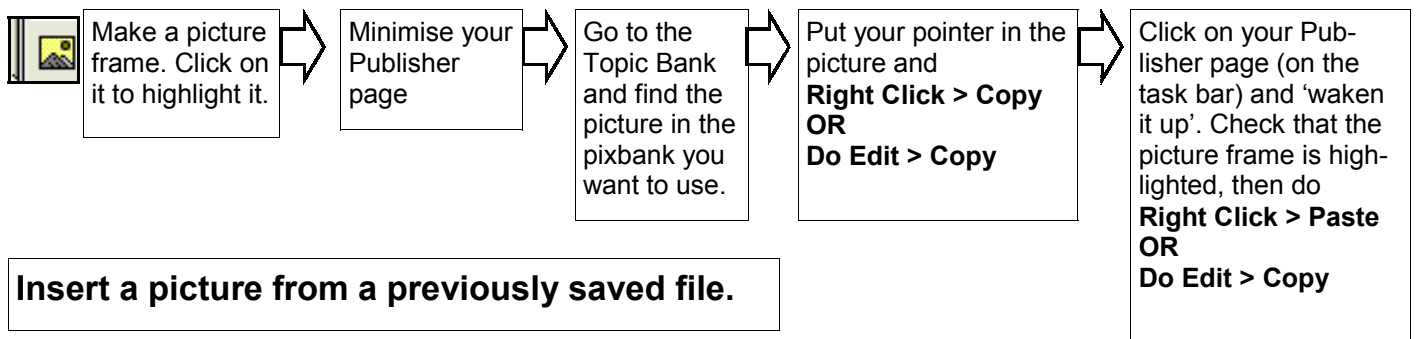 Make a picture
frame. Click on
it to highlight it.
Minimise your
Publisher
page
Go to the
Topic Bank
and find the
picture in the
pixbank you
want to use.
Put your pointer in the
picture and
Right Click > Copy
OR
Do Edit > Copy
Click on your Pub-
lisher page (on the
task bar) and ‘waken
it up’. Check that the
picture frame is high-
lighted, then do
Right Click > Paste
OR
Do Edit > Copy
Insert a picture from a previously saved file.